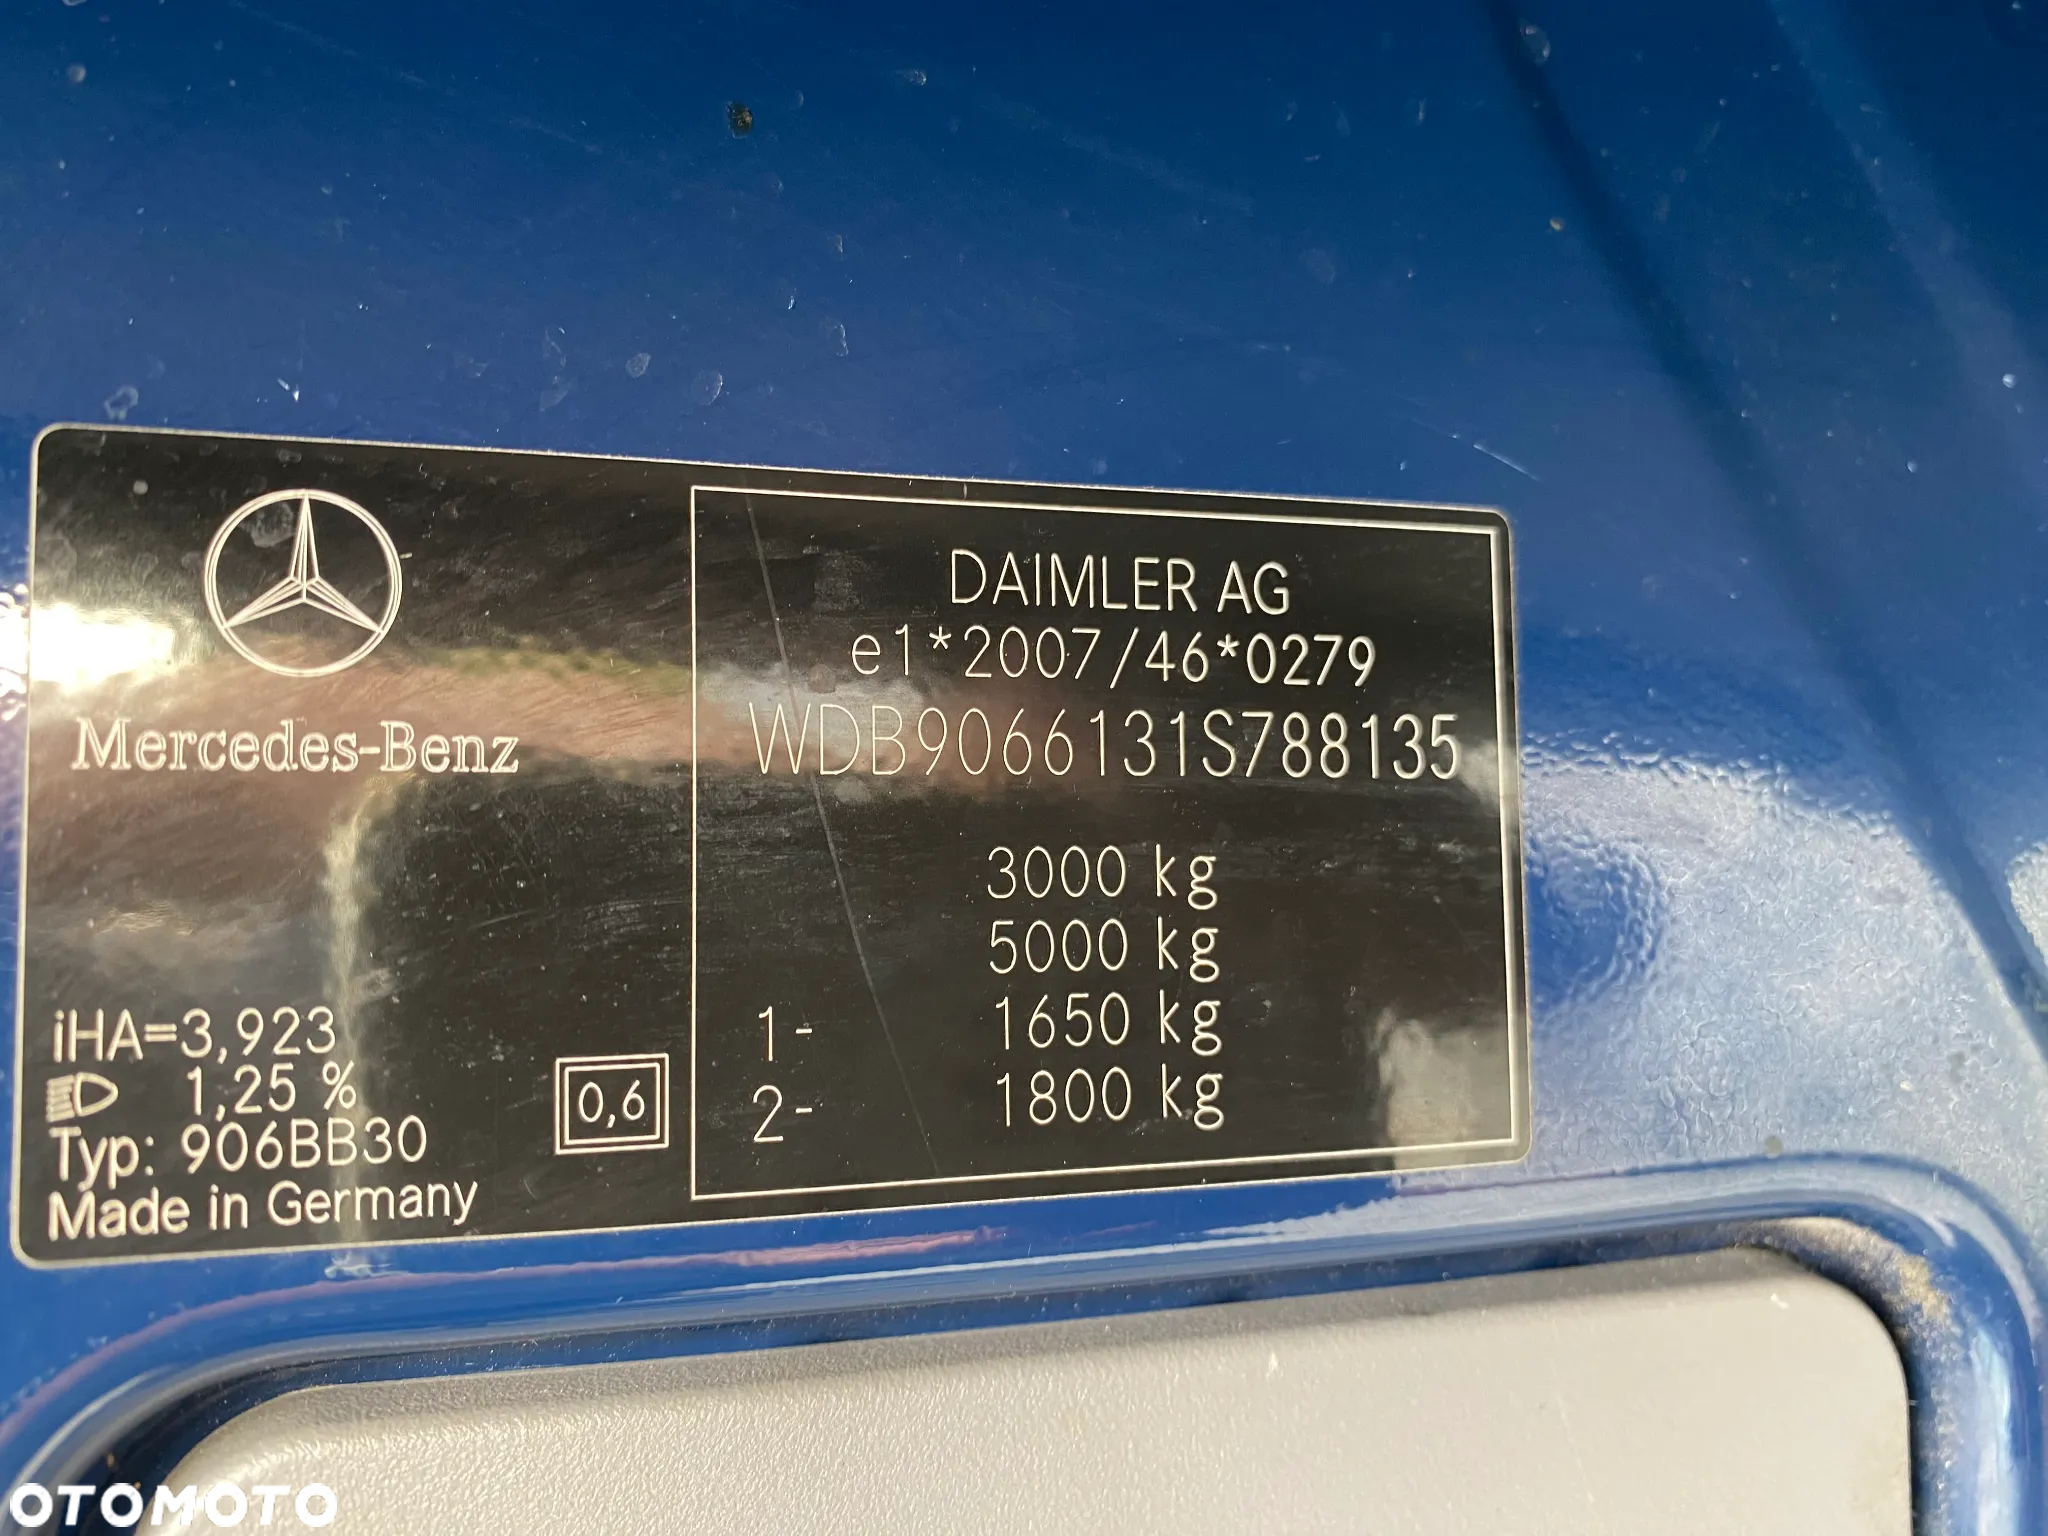 Mercedes-Benz
iHA=3,923
1,25 %
Typ: 906BB30
Made in Germany
0,6
DAIMLER AG
e1*2007/46*0279
WDB9066131S788135
3000 kg
5000 kg
1- 1650 kg
2- 1800 kg
OTOMOTO